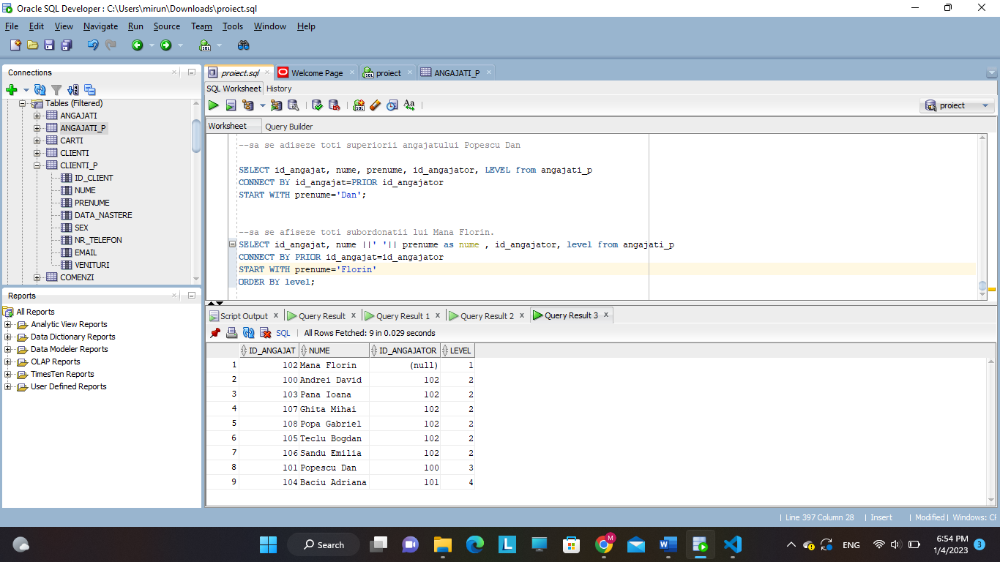 Oracle SQL Developer : C:\Users\mirun\Downloads\proiect.sql
File Edit View Navigate Run Source Team Tools Window Help
Connections
Tables (Filtered)
ANGAJATI
ANGAJATI_P
CARTI
CLIENTI
CLIENTI_P
ID_CLIENT
NUME
PRENUME
DATA_NASTERE
SEX
NR_TELEFON
EMAIL
VENITURI
COMENZI
Reports
All Reports
Analytic View Reports
Data Dictionary Reports
Data Modeler Reports
OLAP Reports
TimesTen Reports
User Defined Reports
proiect.sql Welcome Page proiect ANGAJATI_P
SQL Worksheet History
proiect
Worksheet Query Builder
--sa se adiseze toti superiorii angajatului Popescu Dan
SELECT id_angajat, nume, prenume, id_angajator, LEVEL from angajati_p
CONNECT BY id_angajat=PRIOR id_angajator
START WITH prenume='Dan';
--sa se afiseze toti subordonatii lui Mana Florin.
SELECT id_angajat, nume ||' '|| prenume as nume , id_angajator, level from angajati_p
CONNECT BY PRIOR id_angajat=id_angajator
START WITH prenume='Florin'
ORDER BY level;
Script Output x Query Result x Query Result 1 x Query Result 2 x Query Result 3 x
SQL | All Rows Fetched: 9 in 0.029 seconds
ID_ANGAJAT NUME ID_ANGAJATOR LEVEL
1 102 Mana Florin (null) 1
2 100 Andrei David 102 2
3 103 Pana Ioana 102 2
4 107 Ghita Mihai 102 2
5 108 Popa Gabriel 102 2
6 105 Teclu Bogdan 102 2
7 106 Sandu Emilia 102 2
8 101 Popescu Dan 100 3
9 104 Baciu Adriana 101 4
| Line 397 Column 28 | Insert | Modified | Windows: CF
Search
M
L
ENG
6:54 PM
1/4/2023
3